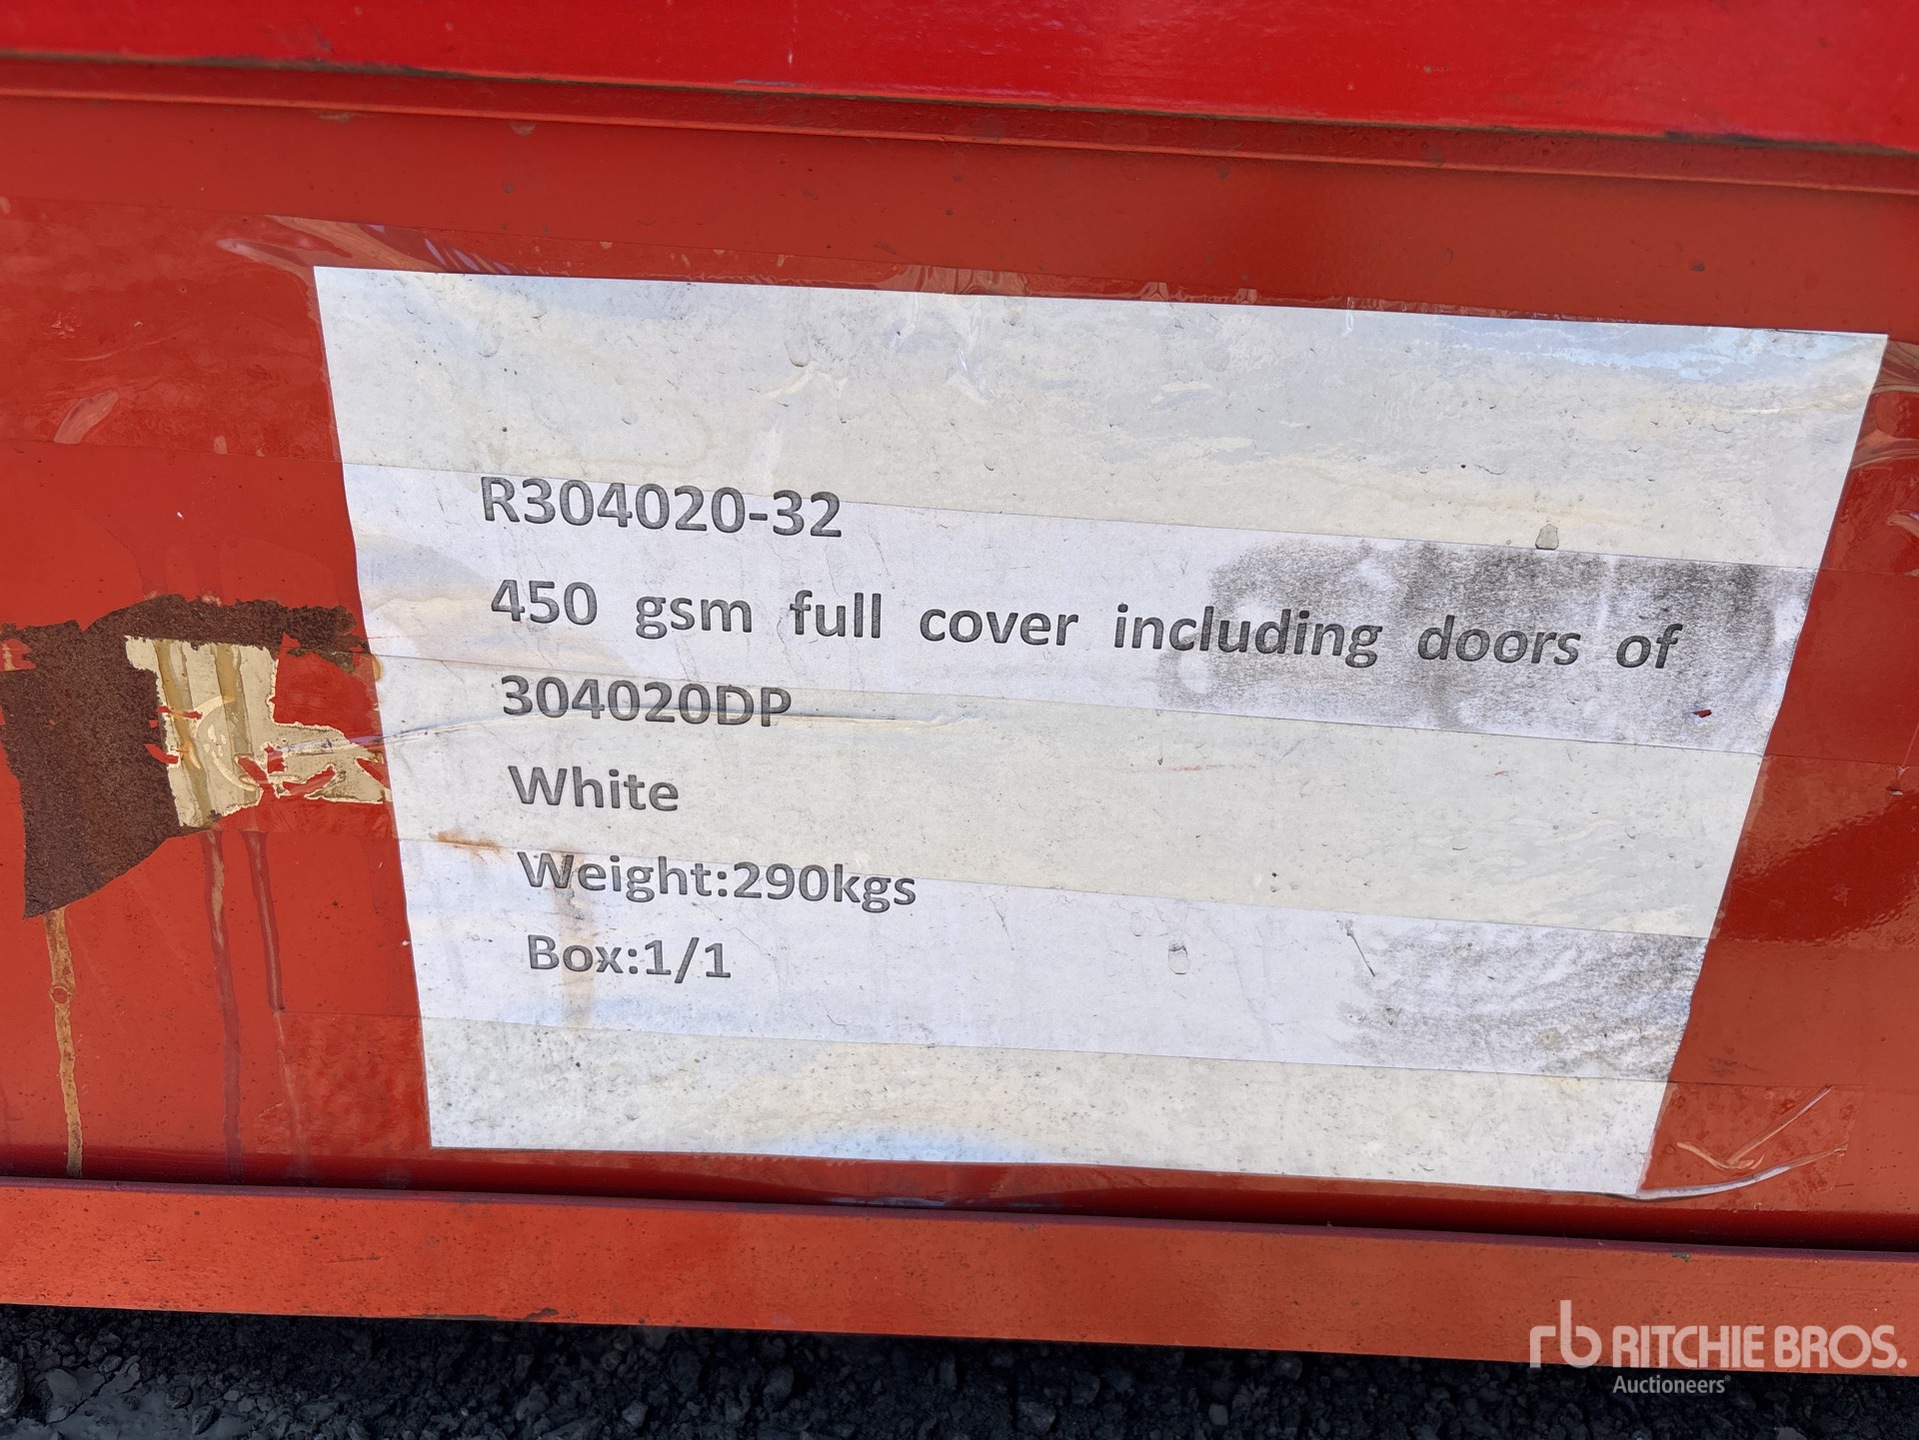 R304020-32
450 gsm full cover including doors of
304020DP
White
Weight:290kgs
Box:1/1
rb RITCHIE BROS.
Auctioneers